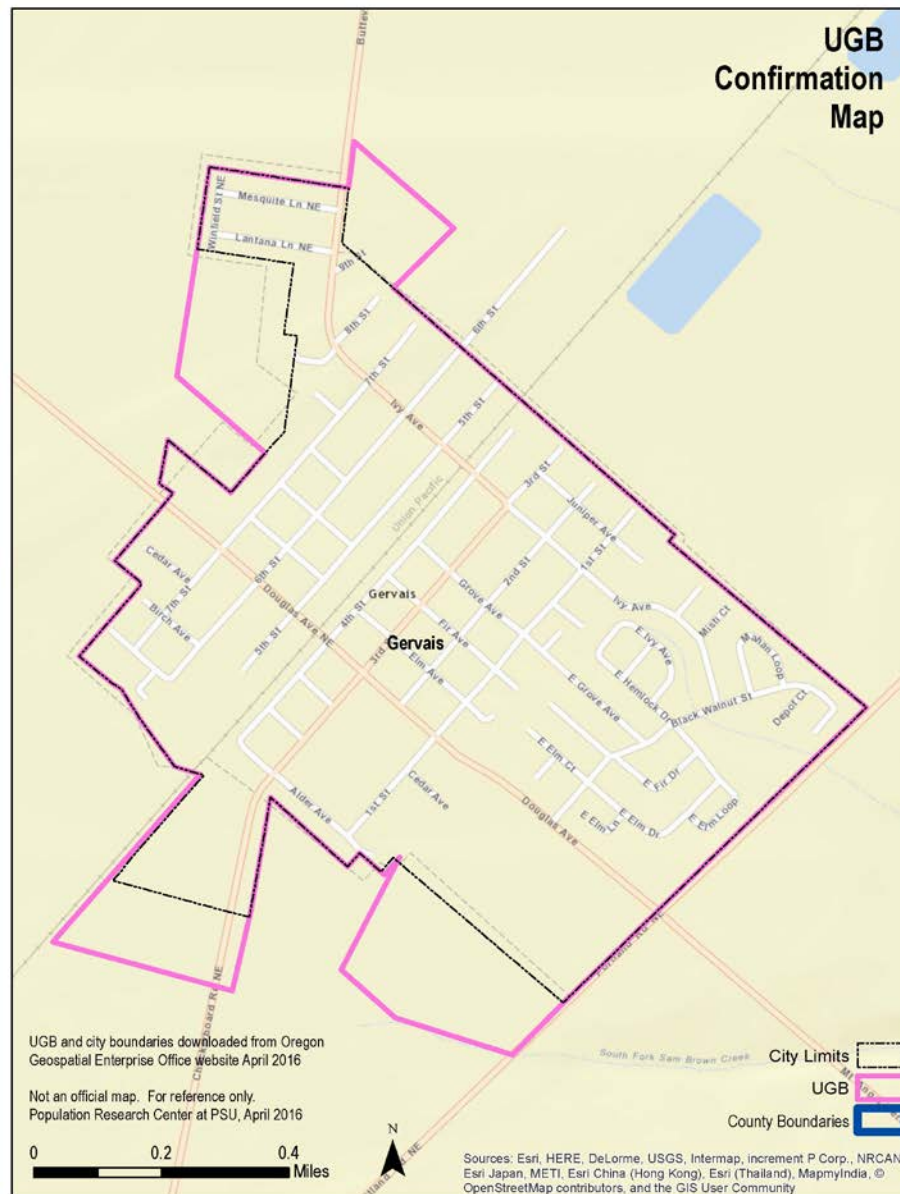 UGB
Confirmation
Map
Butte
Winfield St NE
Mesquite Ln NE
Lantana Ln NE
9th St
8th St
7th St
6th St
5th St
Ivy Ave
Union Pacific
3rd St
Juniper Ave
2nd St
1st St
Cedar Ave
7th St
6th St
Birch Ave
5th St
Douglas Ave NE
4th St
Gervais
Grove Ave
Fir Ave
Gervais
3rd
Elm Ave
Ivy Ave
Mish Ct
E Ivy Ave
Mahan Loop
E Hemlock Dr
Black Walnut St
Depot Ct
E Grove Ave
E Elm Ct
E Fir Dr
E Elm Ln
E Elm Dr
E Elm Loop
Alder Ave
1st St
Cedar Ave
Douglas Ave
Portland Rd NE
South Fork Sam Brown Creek
UGB and city boundaries downloaded from Oregon
Geospatial Enterprise Office website April 2016
Not an official map. For reference only.
Population Research Center at PSU, April 2016
0 0.2 0.4
Miles
N
City Limits
UGB
County Boundaries
Sources: Esri, HERE, DeLorme, USGS, Intermap, increment P Corp., NRCAN,
Esri Japan, METI, Esri China (Hong Kong), Esri (Thailand), MapmyIndia, ©
OpenStreetMap contributors, and the GIS User Community